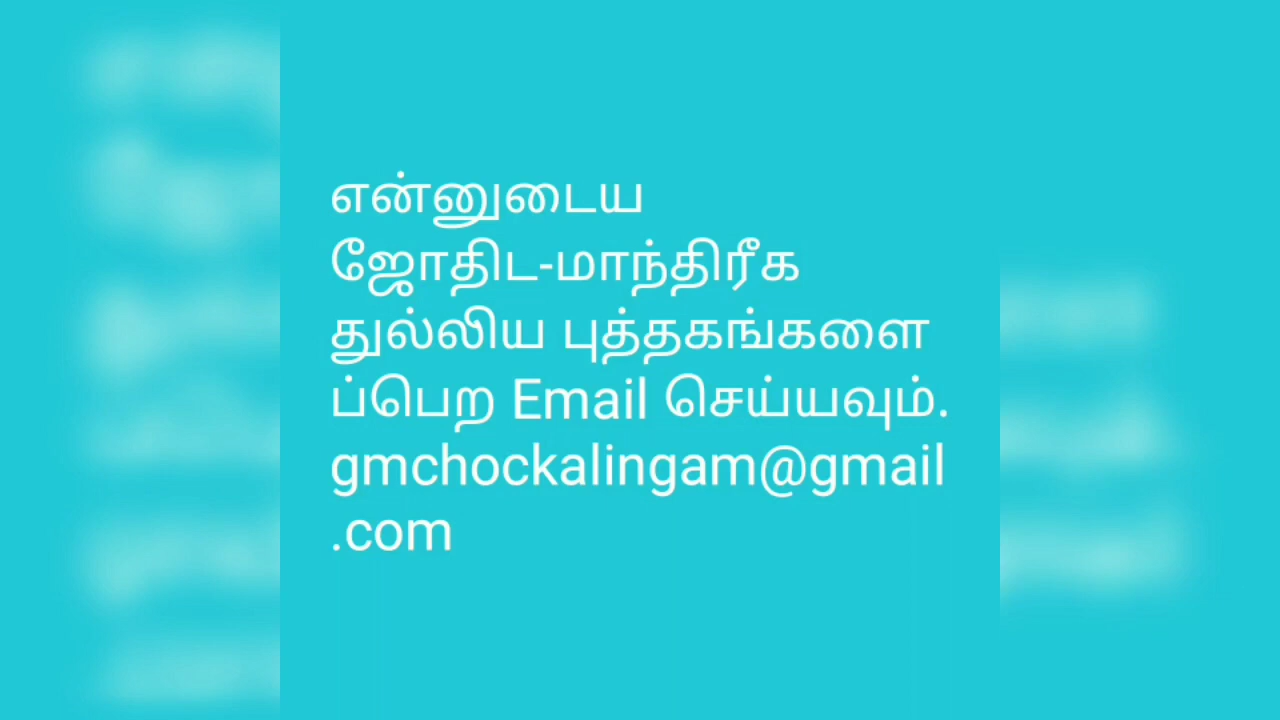 என்னுடைய
ஜோதிட-மாந்திரீக
துல்லிய புத்தகங்களை
ப்பெற Email செய்யவும்.
gmchockalingam@gmail
.com